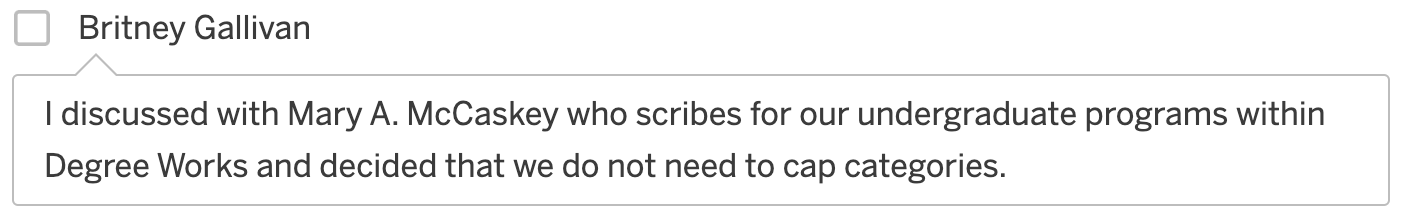 Britney Gallivan
I discussed with Mary A. McCaskey who scribes for our undergraduate programs within
Degree Works and decided that we do not need to cap categories.